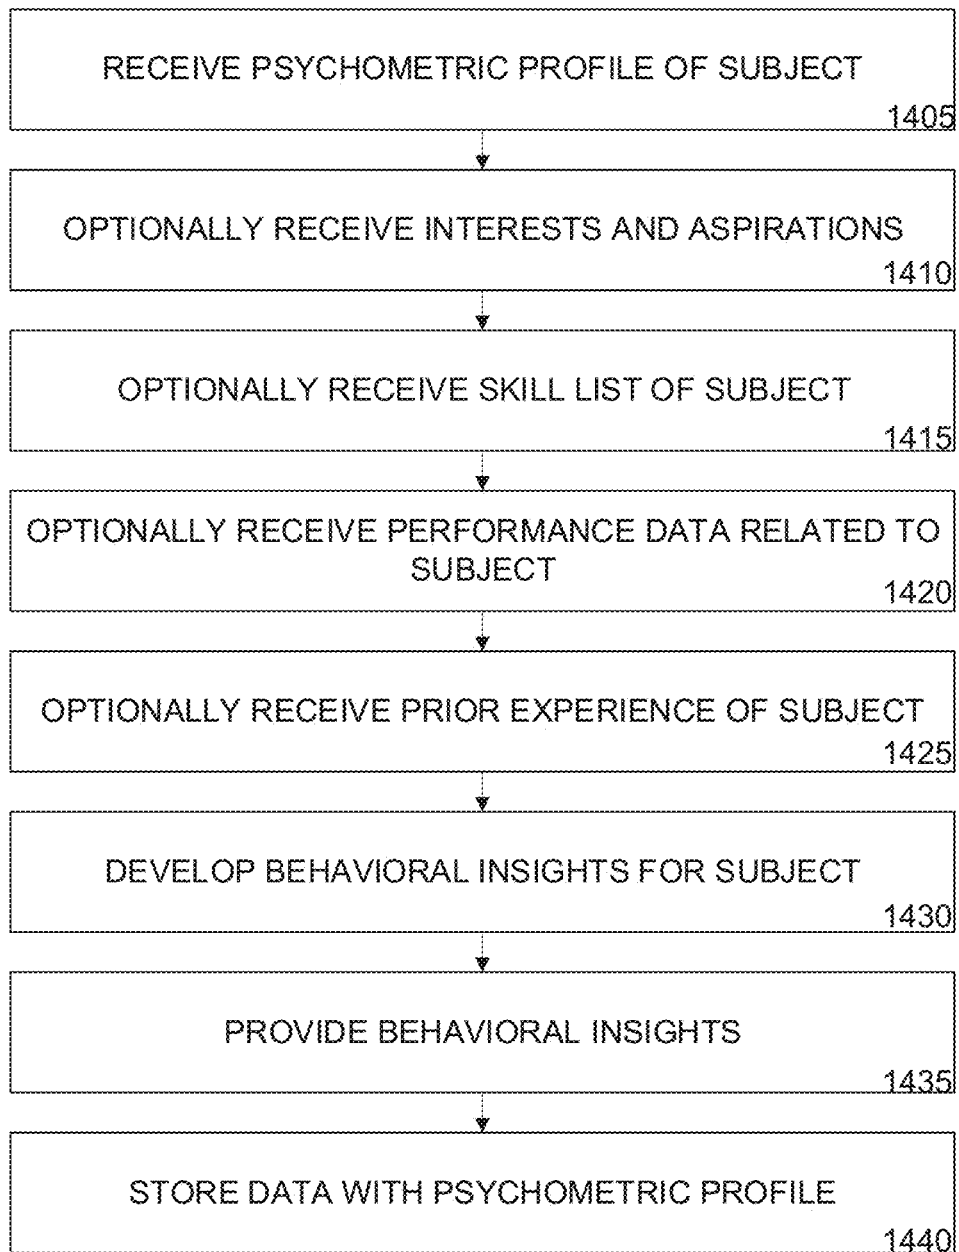 RECEIVE PSYCHOMETRIC PROFILE OF SUBJECT
1405
OPTIONALLY RECEIVE INTERESTS AND ASPIRATIONS
1410
OPTIONALLY RECEIVE SKILL LIST OF SUBJECT
1415
OPTIONALLY RECEIVE PERFORMANCE DATA RELATED TO
SUBJECT
1420
OPTIONALLY RECEIVE PRIOR EXPERIENCE OF SUBJECT
1425
DEVELOP BEHAVIORAL INSIGHTS FOR SUBJECT
1430
PROVIDE BEHAVIORAL INSIGHTS
1435
STORE DATA WITH PSYCHOMETRIC PROFILE
1440